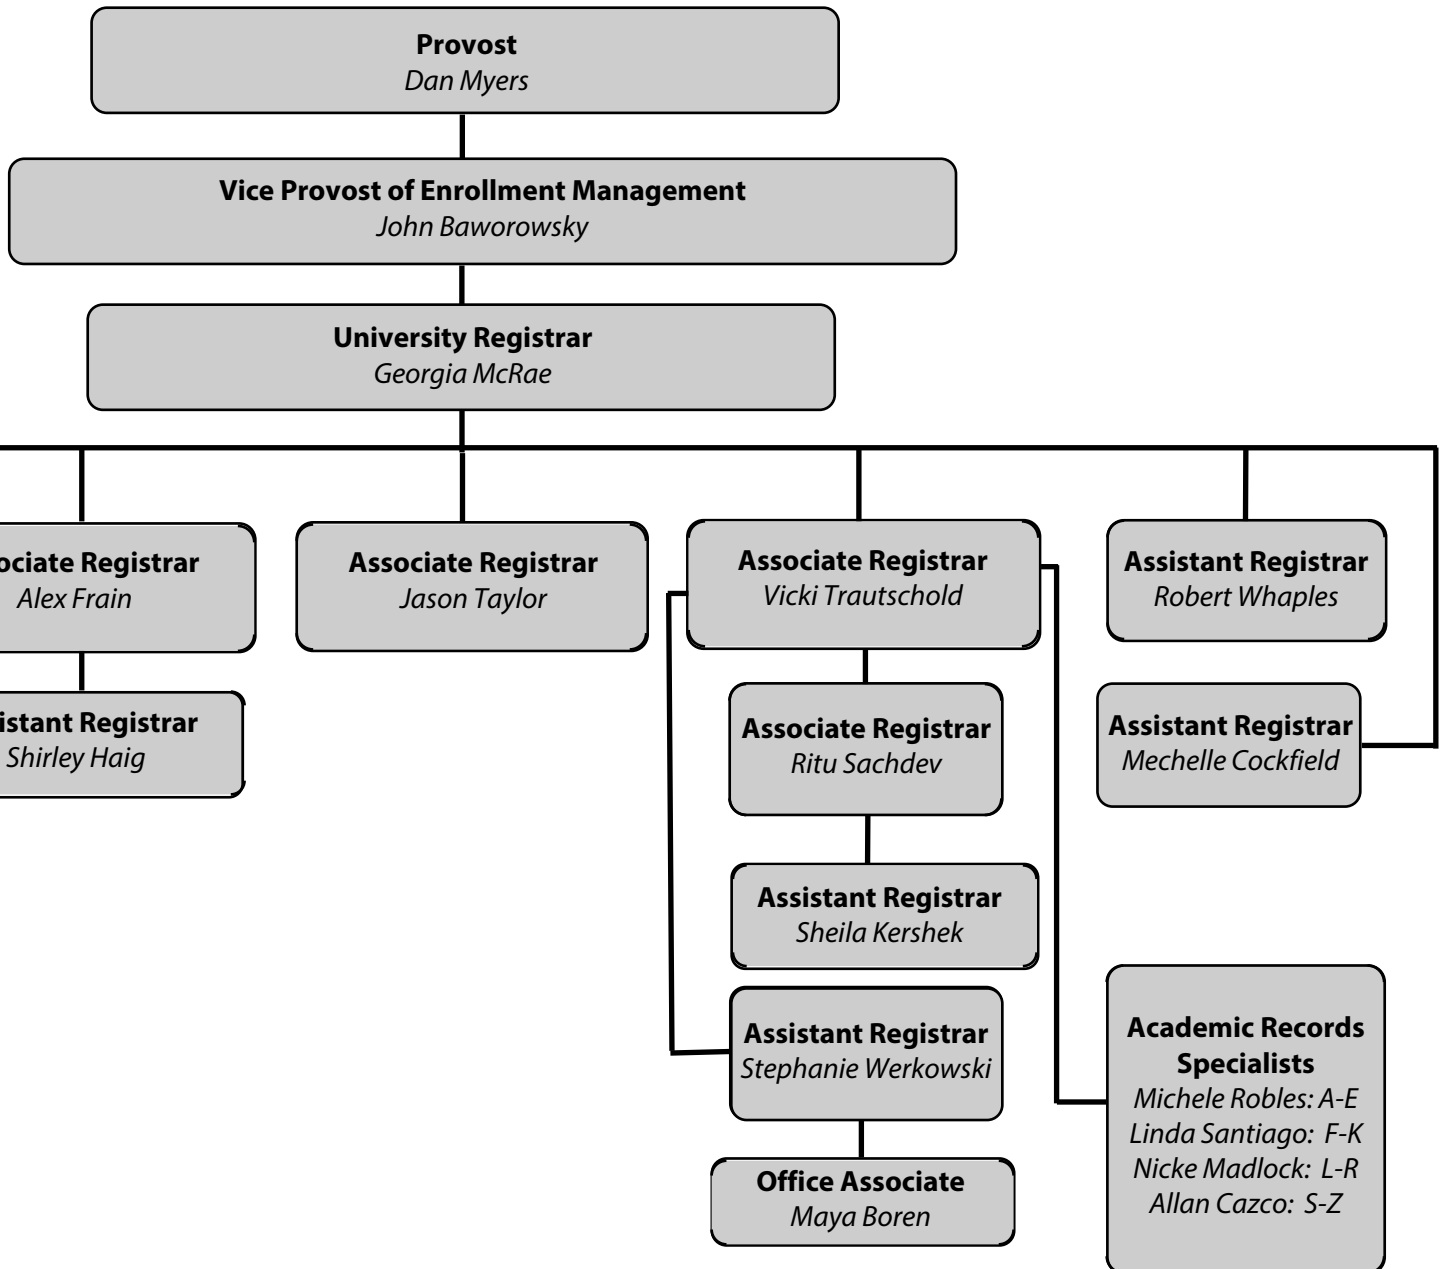 Provost
Dan Myers
Vice Provost of Enrollment Management
John Baworowsky
University Registrar
Georgia McRae
ociate Registrar
Alex Frain
Associate Registrar
Jason Taylor
Associate Registrar
Vicki Trautschold
Assistant Registrar
Robert Whaples
istant Registrar
Shirley Haig
Associate Registrar
Ritu Sachdev
Assistant Registrar
Mechelle Cockfield
Assistant Registrar
Sheila Kershek
Assistant Registrar
Stephanie Werkowski
Office Associate
Maya Boren
Academic Records
Specialists
Michele Robles: A-E
Linda Santiago: F-K
Nicke Madlock: L-R
Allan Cazco: S-Z